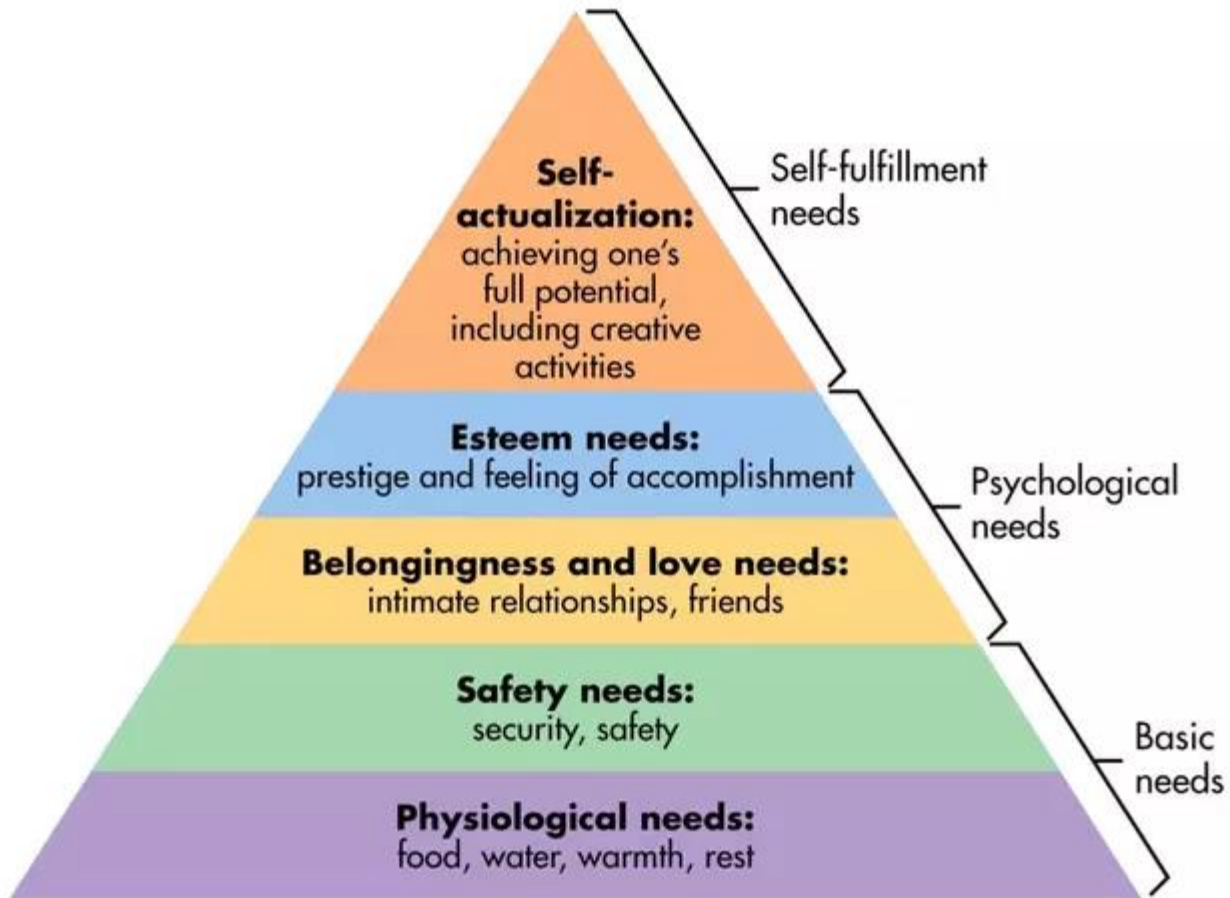 Self-
actualization:
achieving one's
full potential,
including creative
activities
Self-fulfillment
needs
Esteem needs:
prestige and feeling of accomplishment
Psychological
needs
Belongingness and love needs:
intimate relationships, friends
Safety needs:
security, safety
Basic
needs
Physiological needs:
food, water, warmth, rest